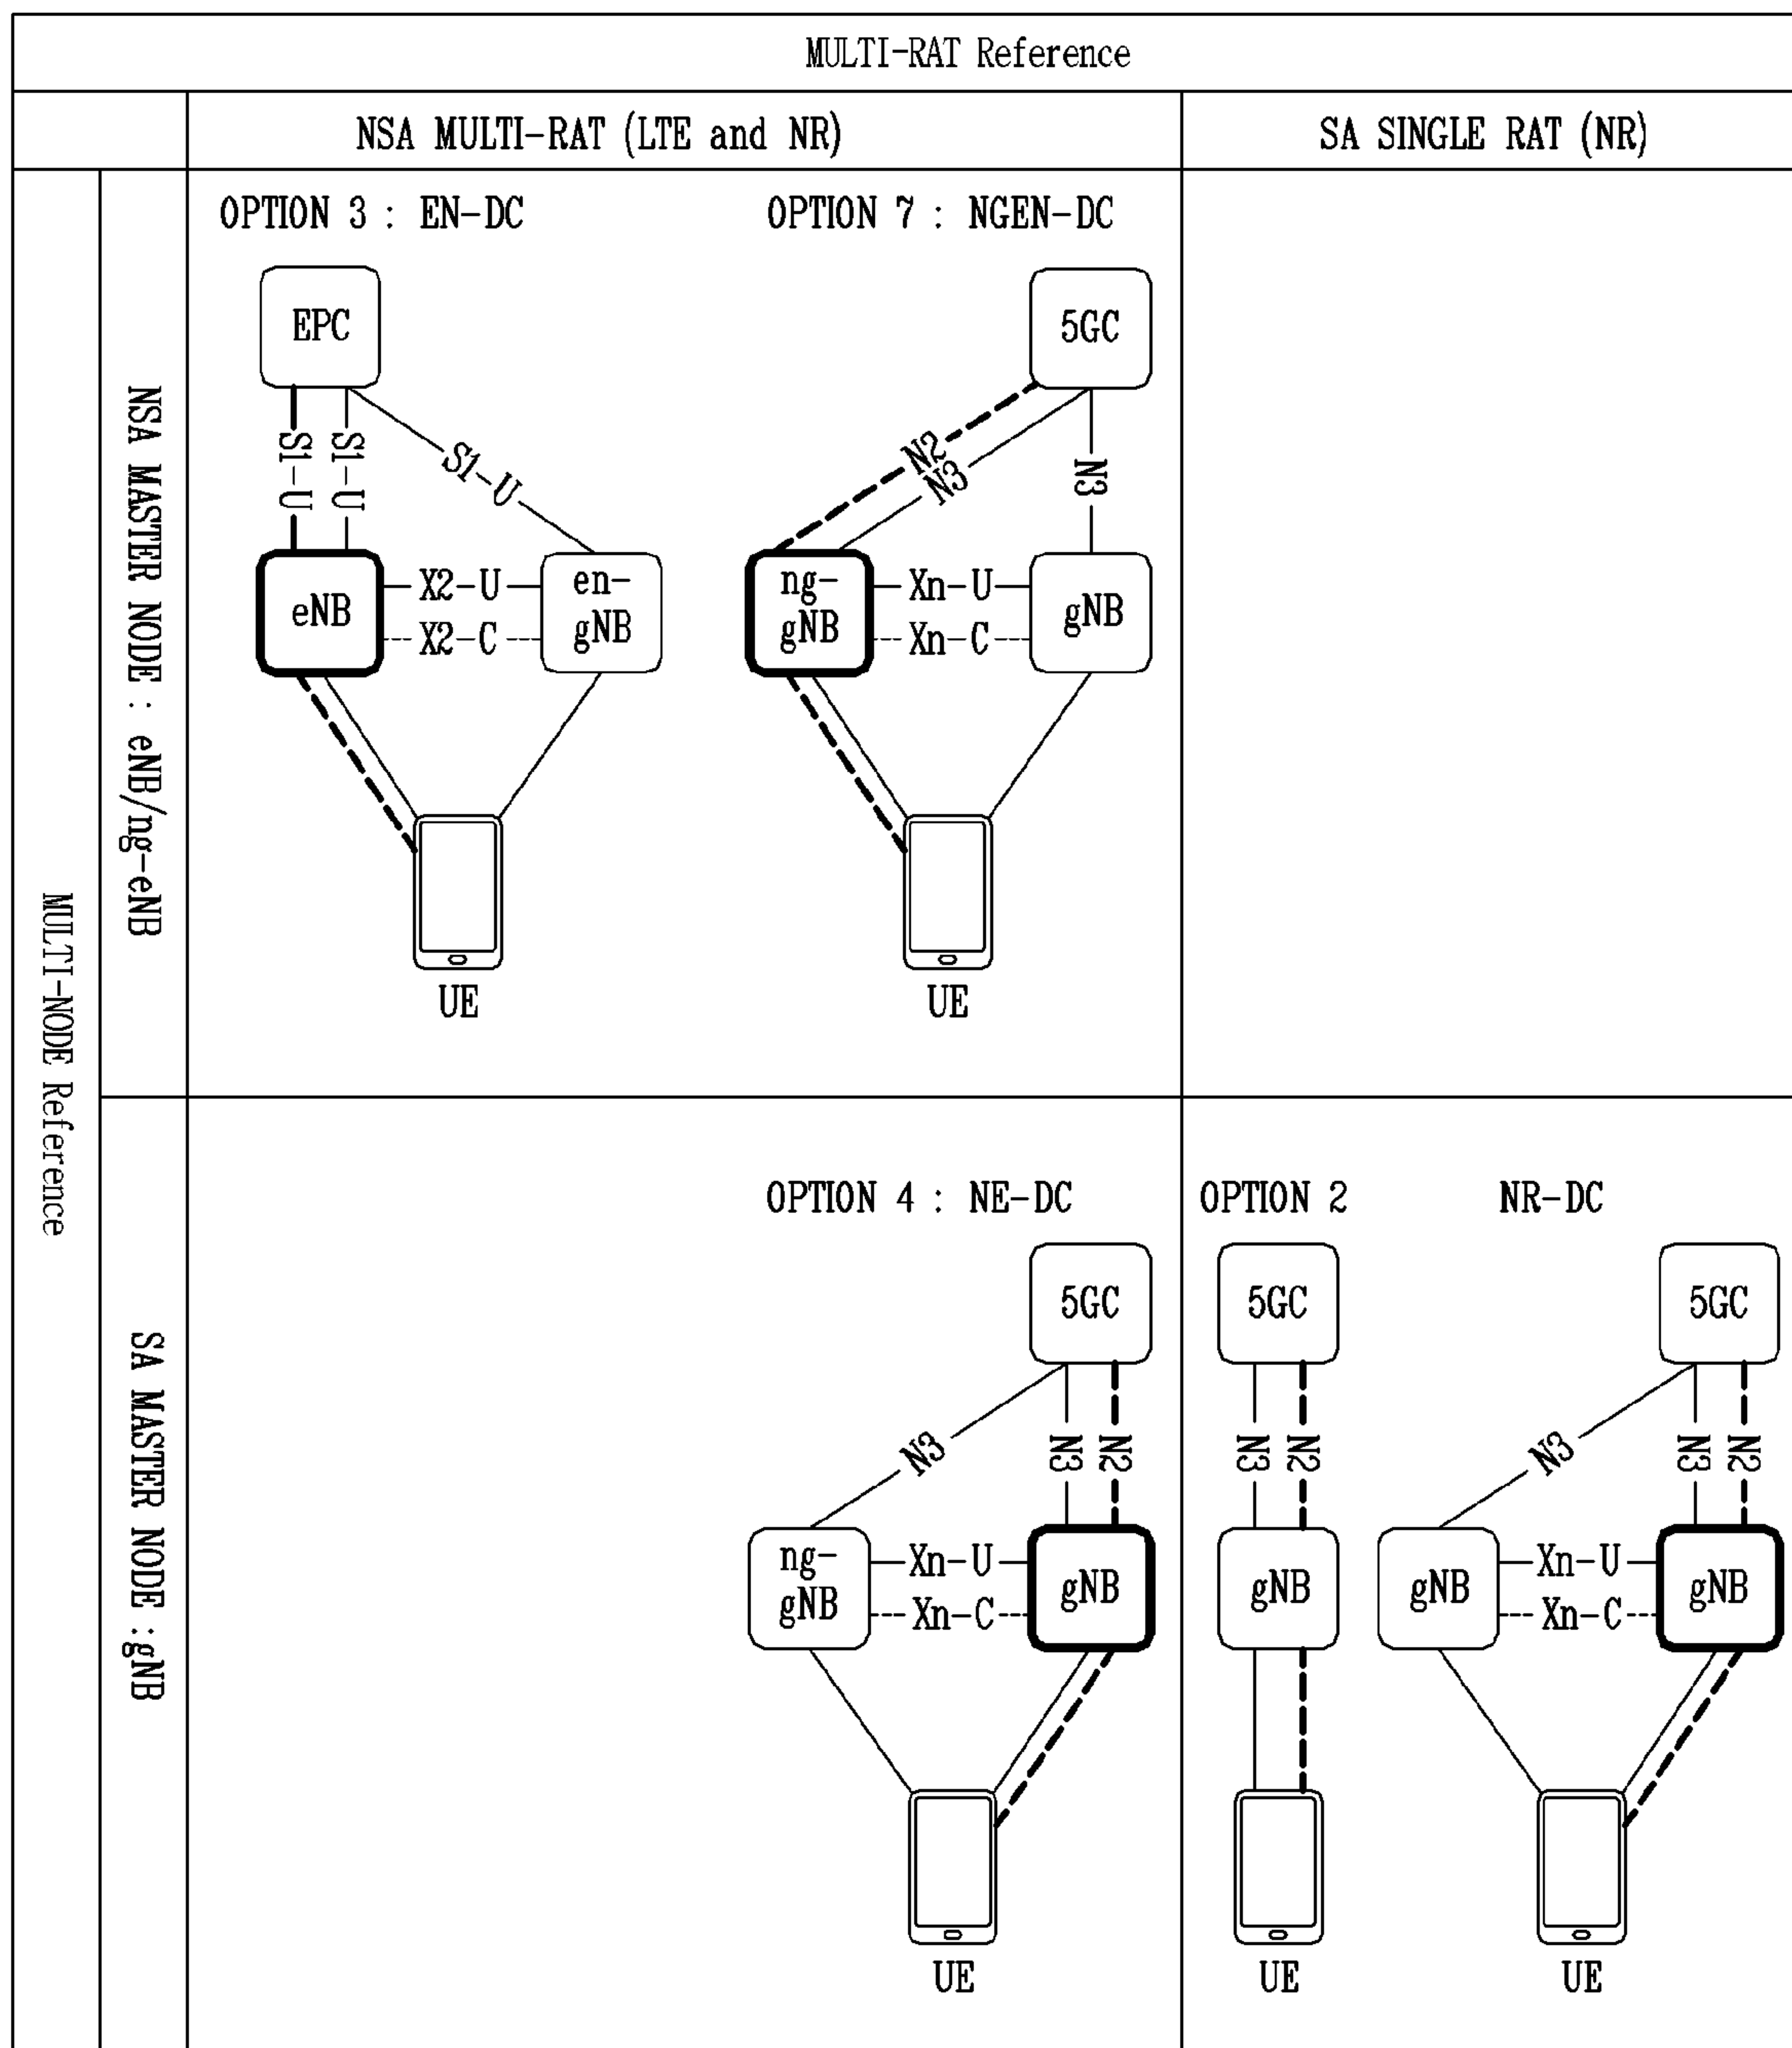 MULTI-RAT Reference
NSA MULTI-RAT (LTE and NR)
SA SINGLE RAT (NR)
MULTI-NODE Reference
NSA MASTER NODE : eNB/ng-eNB
OPTION 3 : EN-DC
EPC
S1-U
S1-U
S1-U
eNB
X2-U
X2-C
en-
gNB
UE
OPTION 7 : NGEN-DC
5GC
N2
N3
N3
ng-
gNB
Xn-U
Xn-C
gNB
UE
SA MASTER NODE :gNB
OPTION 4 : NE-DC
5GC
N3
N3
N2
ng-
gNB
Xn-U
Xn-C
gNB
UE
OPTION 2
5GC
N3
N2
gNB
UE
NR-DC
5GC
N3
N3
N2
gNB
Xn-U
Xn-C
gNB
UE